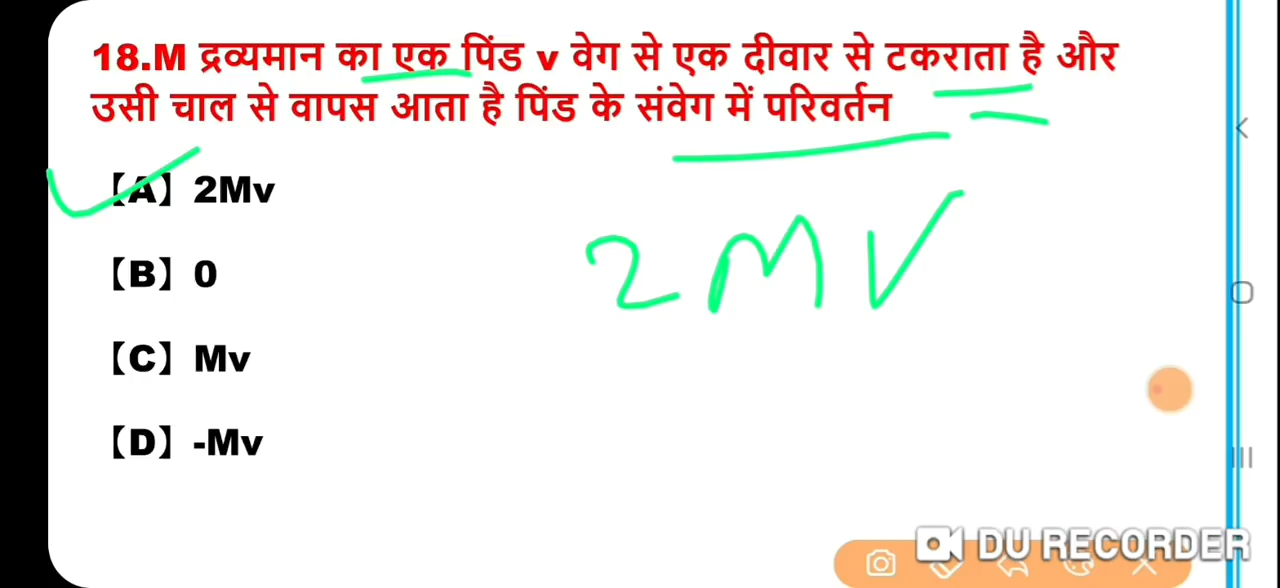 18.M द्रव्यमान का एक पिंड v वेग से एक दीवार से टकराता है और
उसी चाल से वापस आता है पिंड के संवेग में परिवर्तन
【A】2Mv
2MV
【B】0
【C】Mv
【D】-Mv
DU RECORDER